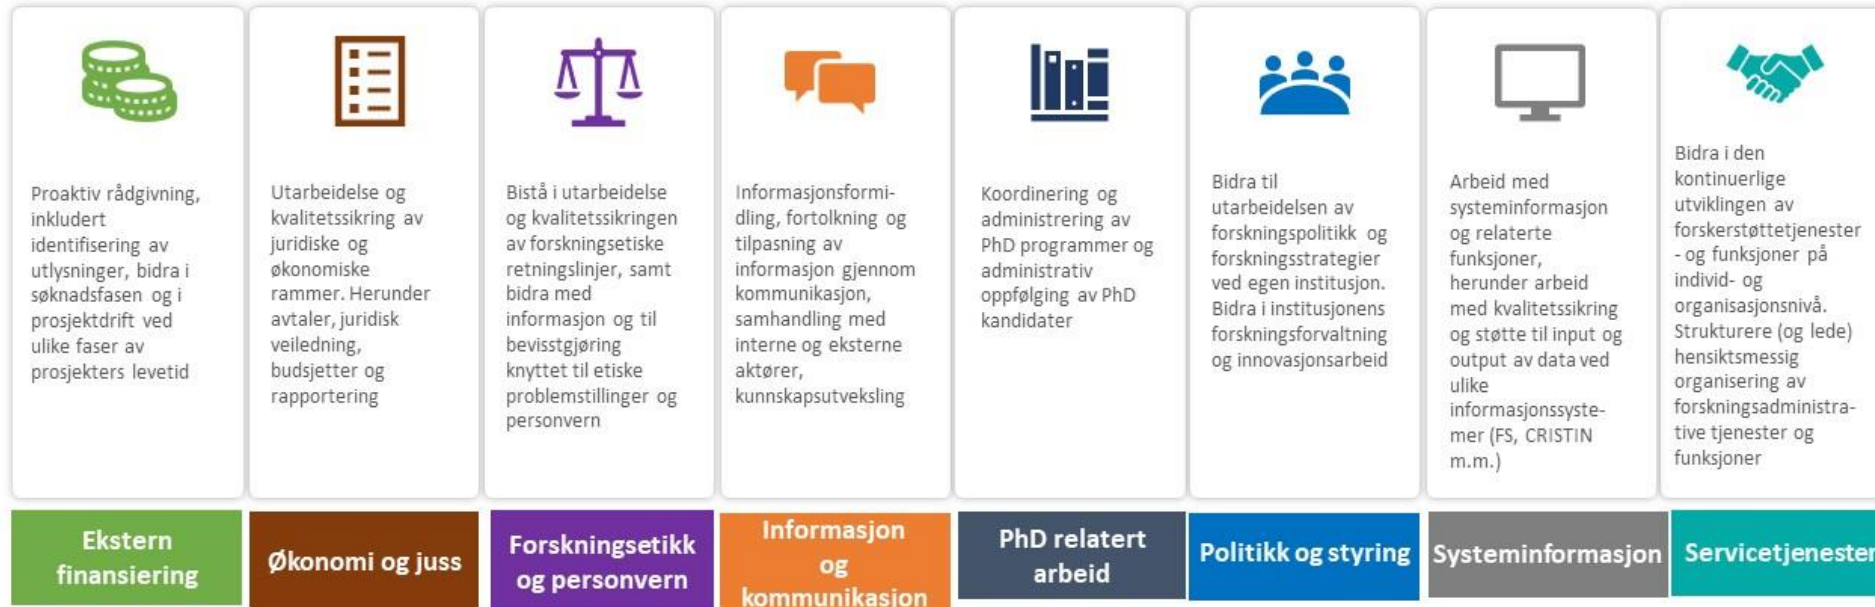 Proaktiv rådgivning,
inkludert
identifisering av
utlysninger, bidra i
søknadsfasen og i
prosjektdrift ved
ulike faser av
prosjekters levetid
Ekstern
finansiering
Utarbeidelse og
kvalitetssikring av
juridiske og
økonomiske
rammer. Herunder
avtaler, juridisk
veiledning,
budsjetter og
rapportering
Økonomi og juss
Bistå i utarbeidelse
og kvalitetssikringen
av forskningsetiske
retningslinjer, samt
bidra med
informasjon og til
bevisstgjøring
knyttet til etiske
problemstillinger og
personvern
Forskningsetikk
og personvern
Informasjonsformi-
dling, fortolkning og
tilpasning av
informasjon gjennom
kommunikasjon,
samhandling med
interne og eksterne
aktører,
kunnskapsutveksling
Informasjon
og
kommunikasjon
Koordinering og
administrering av
PhD programmer og
administrativ
oppfølging av PhD
kandidater
PhD relatert
arbeid
Bidra til
utarbeidelsen av
forskningspolitikk og
forskningsstrategier
ved egen institusjon.
Bidra i institusjonens
forskningsforvaltning
og innovasjonsarbeid
Politikk og styring
Arbeid med
systeminformasjon
og relaterte
funksjoner,
herunder arbeid
med kvalitetssikring
og støtte til input og
output av data ved
ulike
informasjonssyste-
mer (FS, CRISTIN
m.m.)
Systeminformasjon
Bidra i den
kontinuerlige
utviklingen av
forskerstøttetjenester
- og funksjoner på
individ- og
organisasjonsnivå.
Strukturere (og lede)
hensiktsmessig
organisering av
forskningsadministra-
tive tjenester og
funksjoner
Servicetjenester